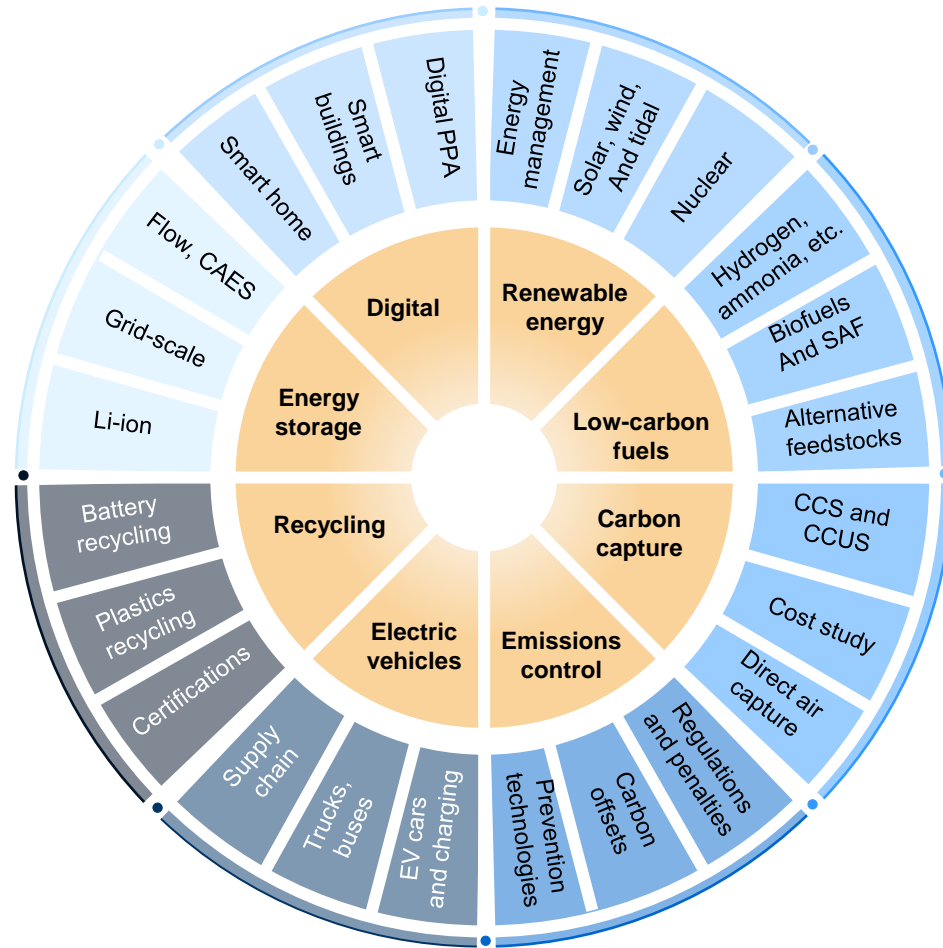 Energy
management
Solar, wind,
And tidal
Nuclear
Hydrogen,
ammonia, etc.
Biofuels
And SAF
Alternative
feedstocks
CCS and
CCUS
Cost study
Direct air
capture
Regulations
and penalties
Carbon
offsets
Prevention
technologies
EV cars
and charging
Trucks,
buses
Supply
chain
Certifications
Plastics
recycling
Battery
recycling
Li-ion
Grid-scale
Flow, CAES
Smart home
Smart
buildings
Digital PPA
Renewable
energy
Low-carbon
fuels
Carbon
capture
Emissions
control
Electric
vehicles
Recycling
Energy
storage
Digital